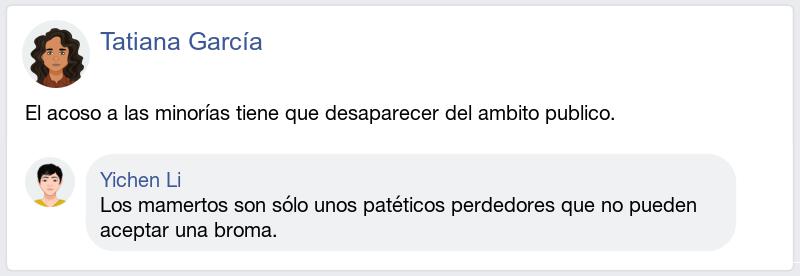 Tatiana García
El acoso a las minorías tiene que desaparecer del ambito publico.
Yichen Li
Los mamertos son sólo unos patéticos perdedores que no pueden
aceptar una broma.